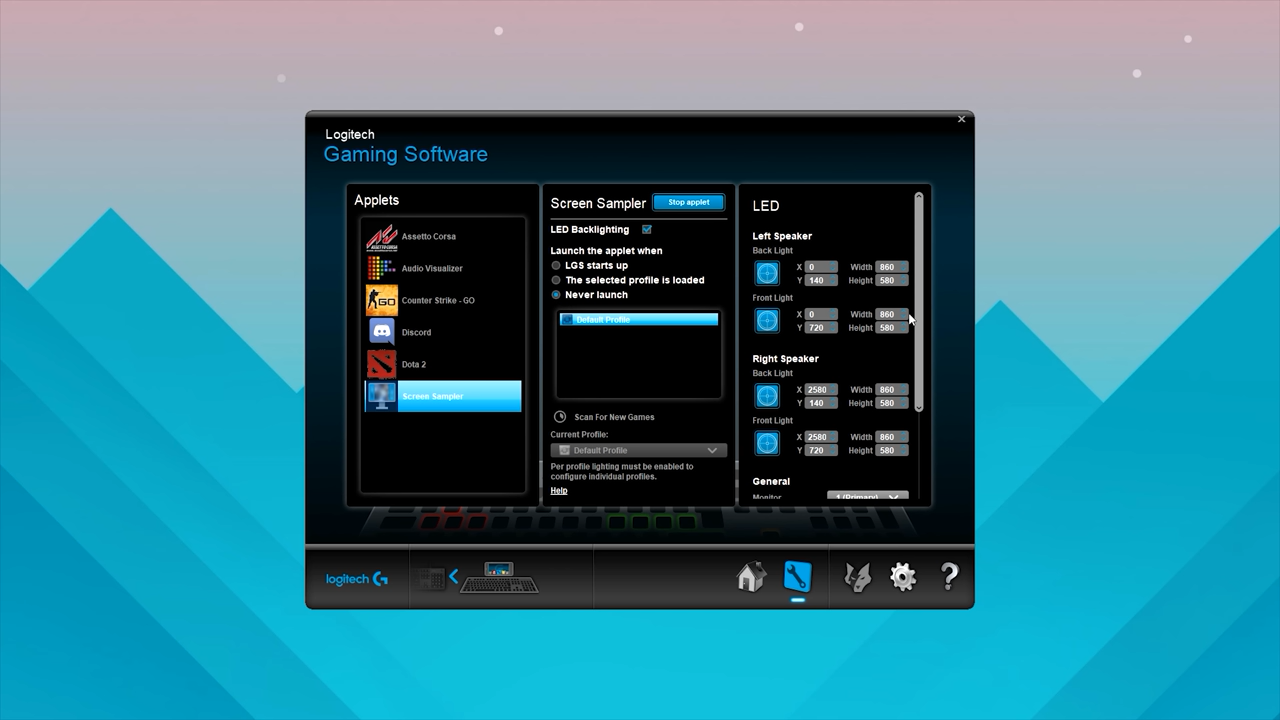 Logitech
Gaming Software
Applets
Assetto Corsa
Audio Visualizer
Counter Strike - GO
Discord
Dota 2
Screen Sampler
Screen Sampler
Stop applet
LED Backlighting
Launch the applet when
LGS starts up
The selected profile is loaded
Never launch
Default Profile
Scan For New Games
Current Profile:
Default Profile
Per profile lighting must be enabled to
configure individual profiles.
Help
LED
Left Speaker
Back Light
X 0 Width 860
Y 140 Height 580
Front Light
X 0 Width 860
Y 720 Height 580
Right Speaker
Back Light
X 2580 Width 860
Y 140 Height 580
Front Light
X 2580 Width 860
Y 720 Height 580
General
Monitor 1 (Primary)
logitech G